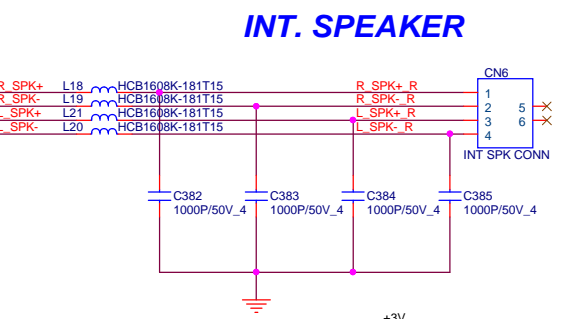 INT. SPEAKER
CN6
R_SPK+ L18 HCB1608K-181T15 R_SPK+_R 1
R_SPK- L19 HCB1608K-181T15 R_SPK-_R 2 5
L_SPK+ L21 HCB1608K-181T15 L_SPK+_R 3 6
L_SPK- L20 HCB1608K-181T15 L_SPK-_R 4
INT SPK CONN
C382 C383 C384 C385
1000P/50V_4 1000P/50V_4 1000P/50V_4 1000P/50V_4
+3V